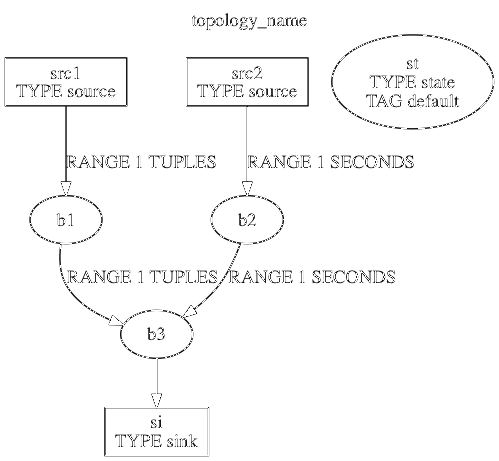 topology_name
src1
TYPE source
src2
TYPE source
st
TYPE state
TAG default
RANGE 1 TUPLES
RANGE 1 SECONDS
b1
b2
RANGE 1 TUPLES
RANGE 1 SECONDS
b3
si
TYPE sink